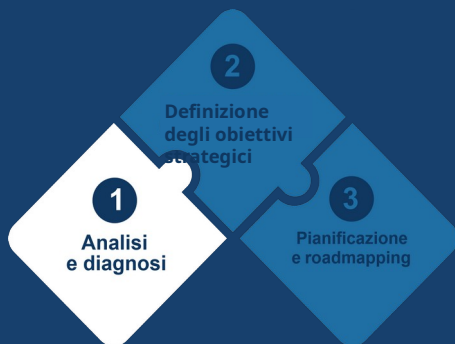 1
Analisi
e diagnosi
2
Definizione
degli obiettivi
strategici
3
Pianificazione
e roadmapping